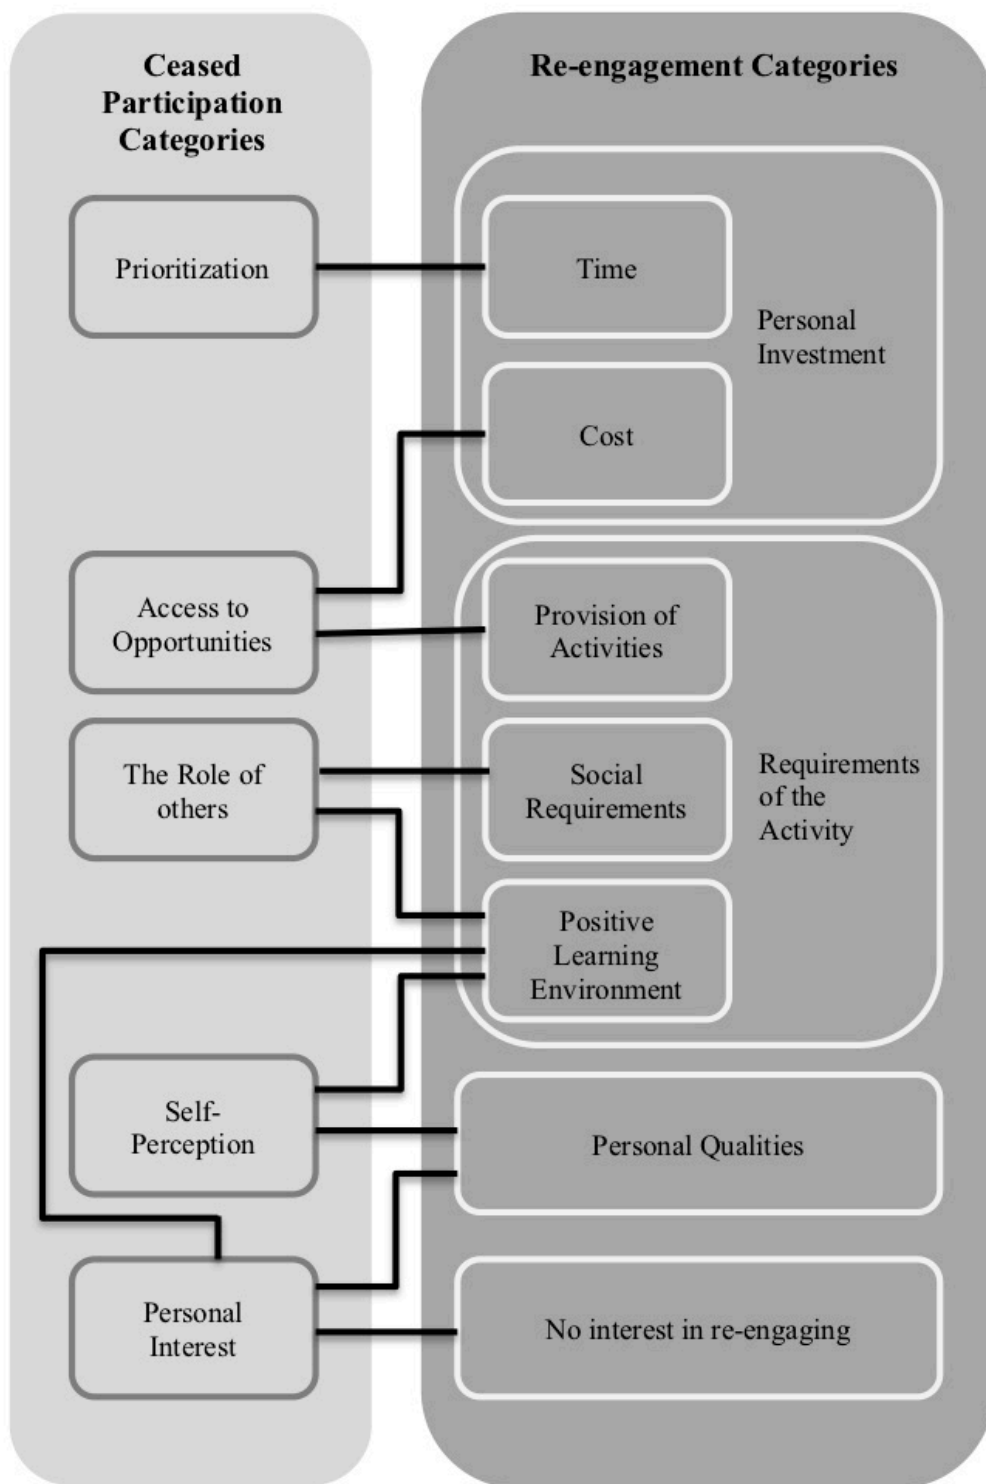 Ceased
Participation
Categories
Re-engagement Categories
Prioritization
Time
Personal
Investment
Cost
Access to
Opportunities
Provision of
Activities
The Role of
others
Social
Requirements
Requirements
of the
Activity
Positive
Learning
Environment
Self-
Perception
Personal Qualities
Personal
Interest
No interest in re-engaging